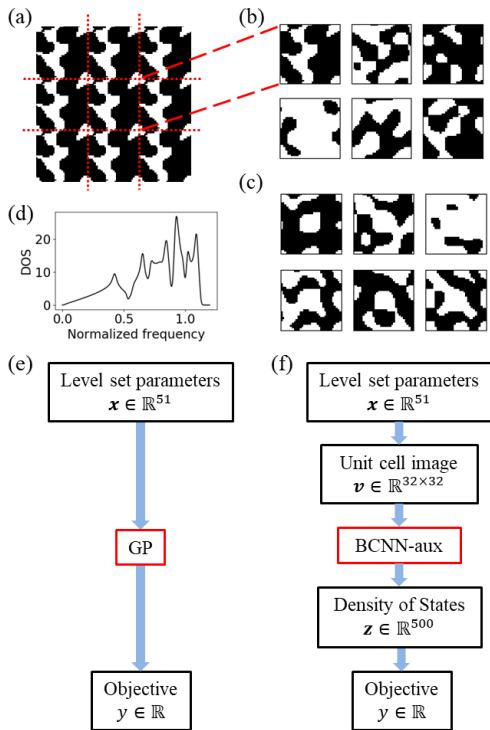 (a)
(b)
(c)
(d)
20
10
0
DOS
0.0 0.5 1.0
Normalized frequency
(e)
Level set parameters
𝒙 ∈ ℝ⁵¹
GP
Objective
𝑦 ∈ ℝ
(f)
Level set parameters
𝒙 ∈ ℝ⁵¹
Unit cell image
𝒗 ∈ ℝ³²ˣ³²
BCNN-aux
Density of States
𝒛 ∈ ℝ⁵⁰⁰
Objective
𝑦 ∈ ℝ